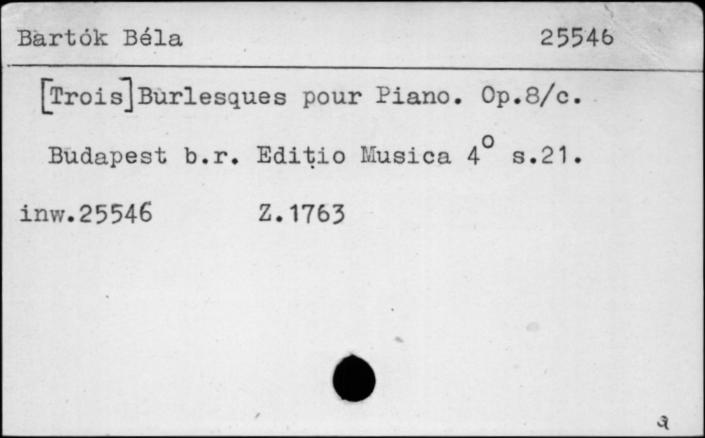 Bartók Béla 25546
[Trois]Burlesques pour Piano. Op.8/c.
Budapest b.r. Editio Musica 4° s.21.
inw.25546 Z.1763